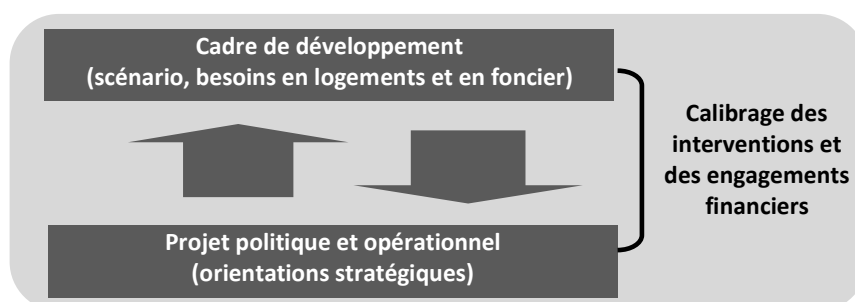 Cadre de développement
(scénario, besoins en logements et en foncier)
Calibrage des
interventions et
des engagements
financiers
Projet politique et opérationnel
(orientations stratégiques)